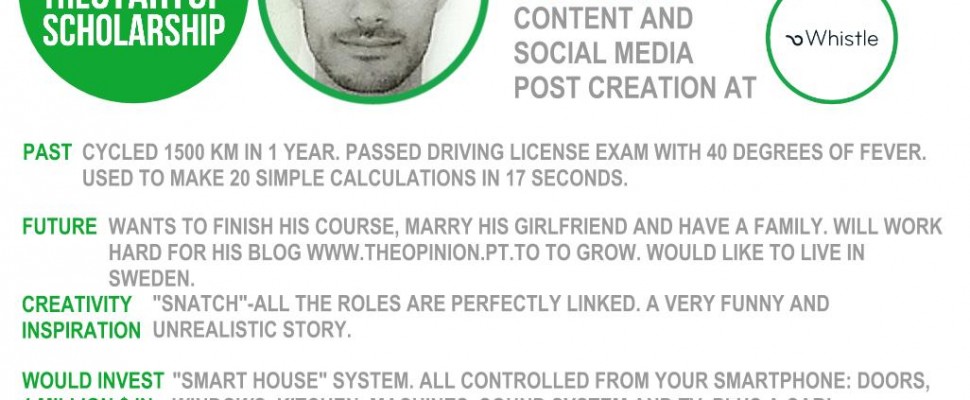 SCHOLARSHIP
CONTENT AND
SOCIAL MEDIA
POST CREATION AT
Whistle
PAST CYCLED 1500 KM IN 1 YEAR. PASSED DRIVING LICENSE EXAM WITH 40 DEGREES OF FEVER.
USED TO MAKE 20 SIMPLE CALCULATIONS IN 17 SECONDS.
FUTURE WANTS TO FINISH HIS COURSE, MARRY HIS GIRLFRIEND AND HAVE A FAMILY. WILL WORK
HARD FOR HIS BLOG WWW.THEOPINION.PT.TO TO GROW. WOULD LIKE TO LIVE IN
SWEDEN.
CREATIVITY "SNATCH"-ALL THE ROLES ARE PERFECTLY LINKED. A VERY FUNNY AND
INSPIRATION UNREALISTIC STORY.
WOULD INVEST "SMART HOUSE" SYSTEM. ALL CONTROLLED FROM YOUR SMARTPHONE: DOORS,